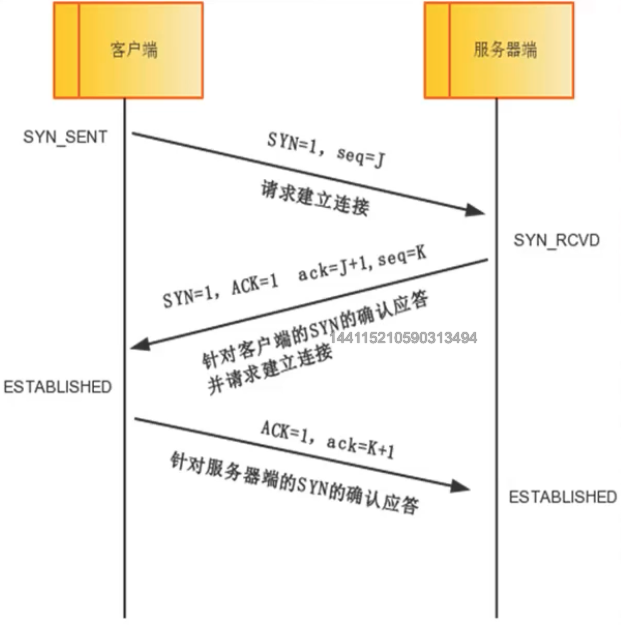 客户端
服务器端
SYN_SENT
SYN=1, seq=J
请求建立连接
SYN_RCVD
SYN=1, ACK=1 ack=J+1,seq=K
针对客户端的SYN的确认应答
并请求建立连接
144115210590313494
ESTABLISHED
ACK=1, ack=K+1
针对服务器端的SYN的确认应答
ESTABLISHED